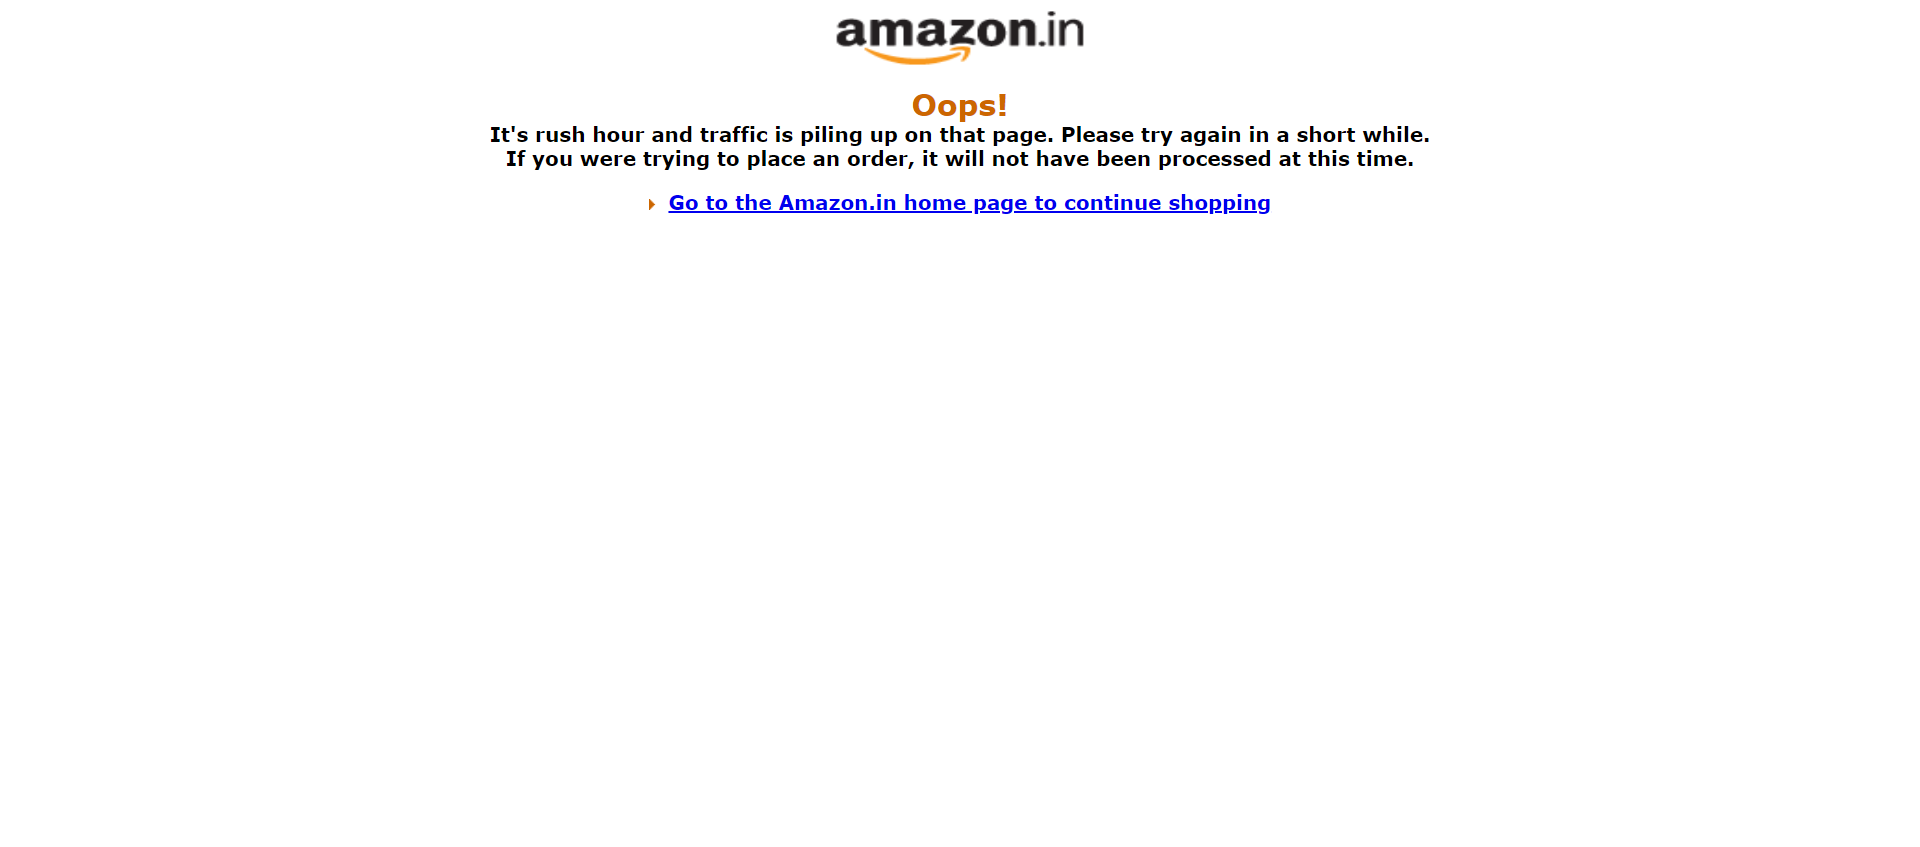 amazon.in
Oops!
It's rush hour and traffic is piling up on that page. Please try again in a short while.
If you were trying to place an order, it will not have been processed at this time.
Go to the Amazon.in home page to continue shopping